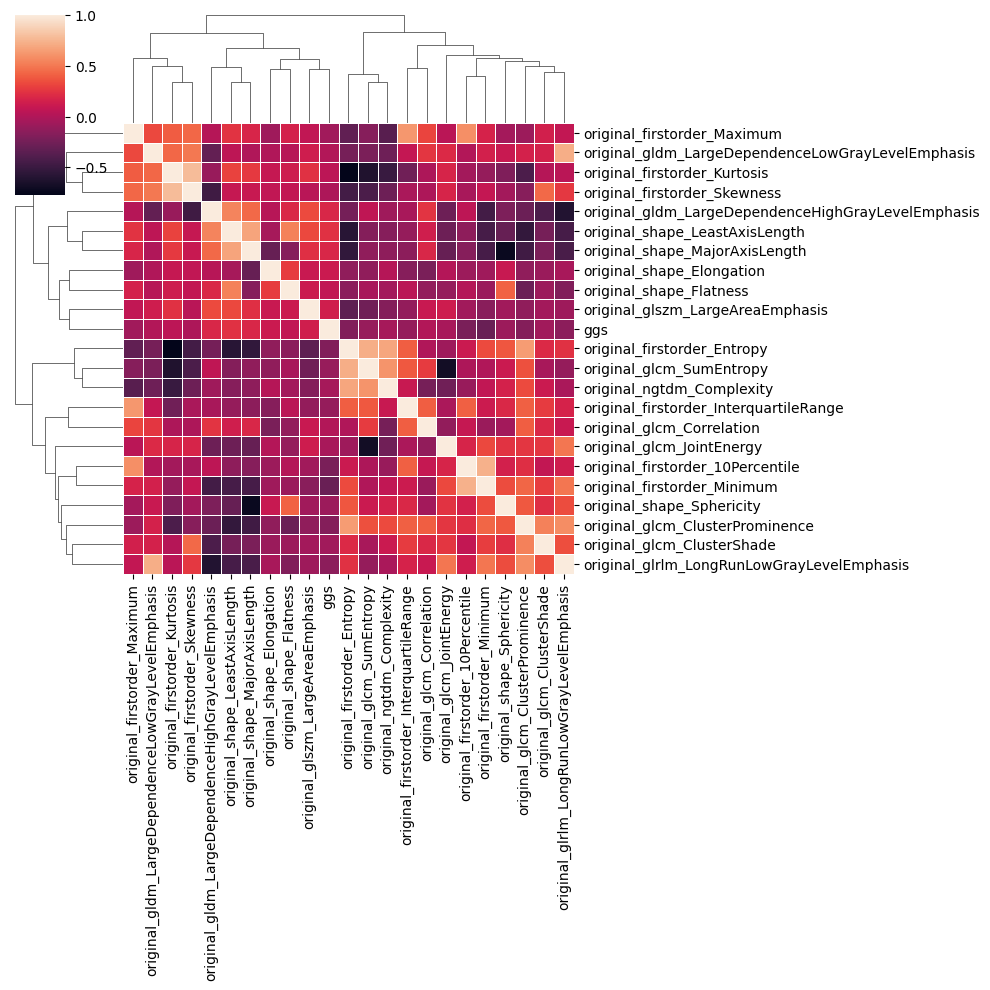 1.0
0.5
0.0
−0.5
original_firstorder_Maximum
original_gldm_LargeDependenceLowGrayLevelEmphasis
original_firstorder_Kurtosis
original_firstorder_Skewness
original_gldm_LargeDependenceHighGrayLevelEmphasis
original_shape_LeastAxisLength
original_shape_MajorAxisLength
original_shape_Elongation
original_shape_Flatness
original_glszm_LargeAreaEmphasis
ggs
original_firstorder_Entropy
original_glcm_SumEntropy
original_ngtdm_Complexity
original_firstorder_InterquartileRange
original_glcm_Correlation
original_glcm_JointEnergy
original_firstorder_10Percentile
original_firstorder_Minimum
original_shape_Sphericity
original_glcm_ClusterProminence
original_glcm_ClusterShade
original_glrlm_LongRunLowGrayLevelEmphasis
original_firstorder_Maximum
original_gldm_LargeDependenceLowGrayLevelEmphasis
original_firstorder_Kurtosis
original_firstorder_Skewness
original_gldm_LargeDependenceHighGrayLevelEmphasis
original_shape_LeastAxisLength
original_shape_MajorAxisLength
original_shape_Elongation
original_shape_Flatness
original_glszm_LargeAreaEmphasis
ggs
original_firstorder_Entropy
original_glcm_SumEntropy
original_ngtdm_Complexity
original_firstorder_InterquartileRange
original_glcm_Correlation
original_glcm_JointEnergy
original_firstorder_10Percentile
original_firstorder_Minimum
original_shape_Sphericity
original_glcm_ClusterProminence
original_glcm_ClusterShade
original_glrlm_LongRunLowGrayLevelEmphasis